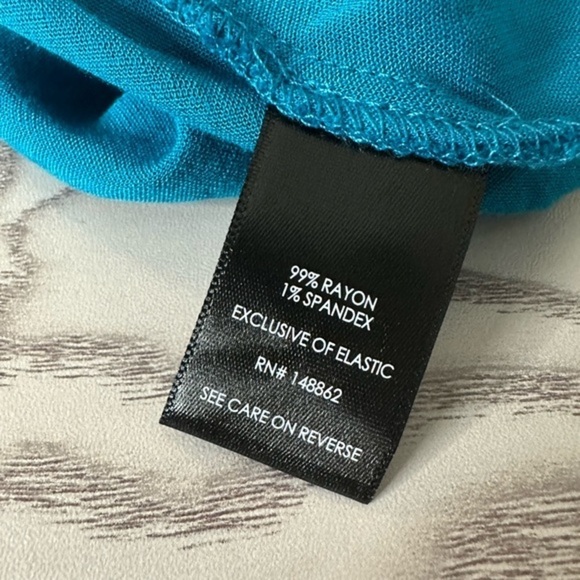 99% RAYON
1% SPANDEX
EXCLUSIVE OF ELASTIC
RN# 148862
SEE CARE ON REVERSE